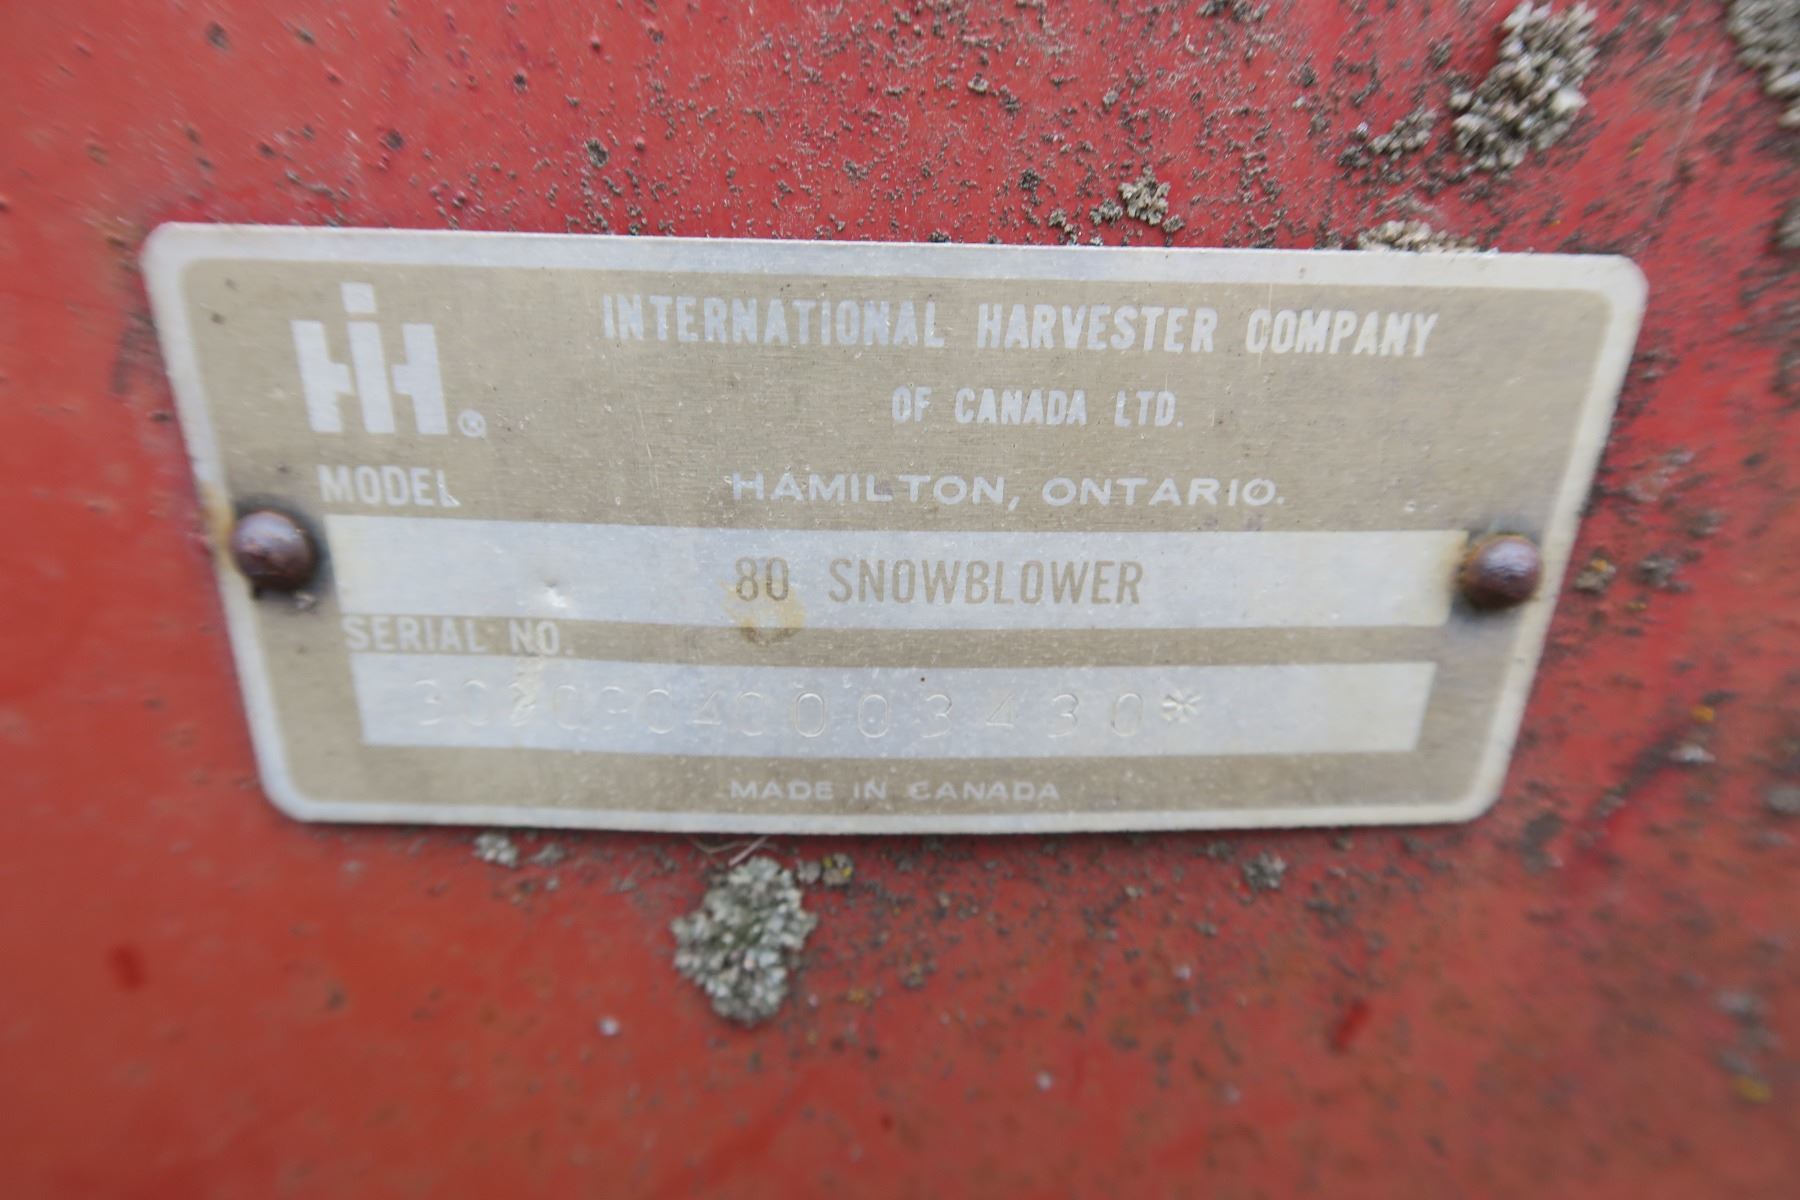 IH®
INTERNATIONAL HARVESTER COMPANY
OF CANADA LTD.
MODEL HAMILTON, ONTARIO.
80 SNOWBLOWER
SERIAL NO.
MADE IN CANADA